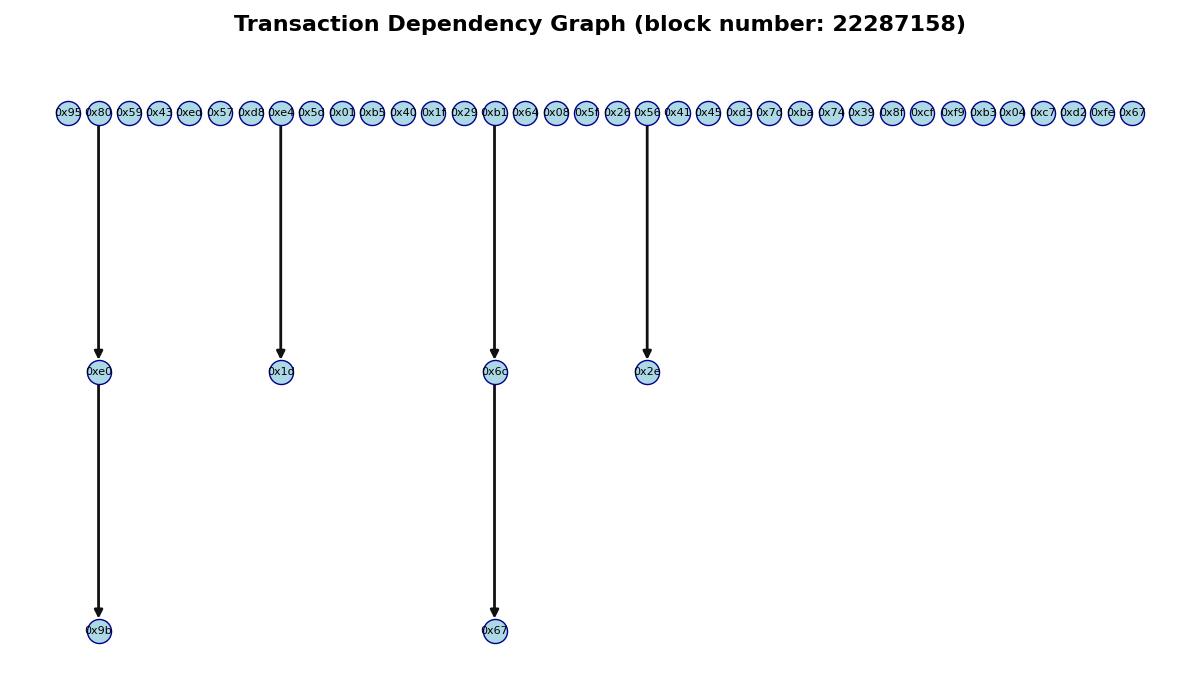 Transaction Dependency Graph (block number: 22287158)
0x95 0x80 0x59 0x43 0xed 0x57 0xd8 0xe4 0x5d 0x01 0xb5 0x40 0x1f 0x29 0xb1 0x64 0x08 0x5f 0x26 0x56 0x41 0x45 0xd3 0x7d 0xba 0x74 0x39 0x8f 0xcf 0xf9 0xb3 0x04 0xc7 0xd2 0xfe 0x67
0xe0 0x1d 0x6c 0x2e
0x9b 0x67